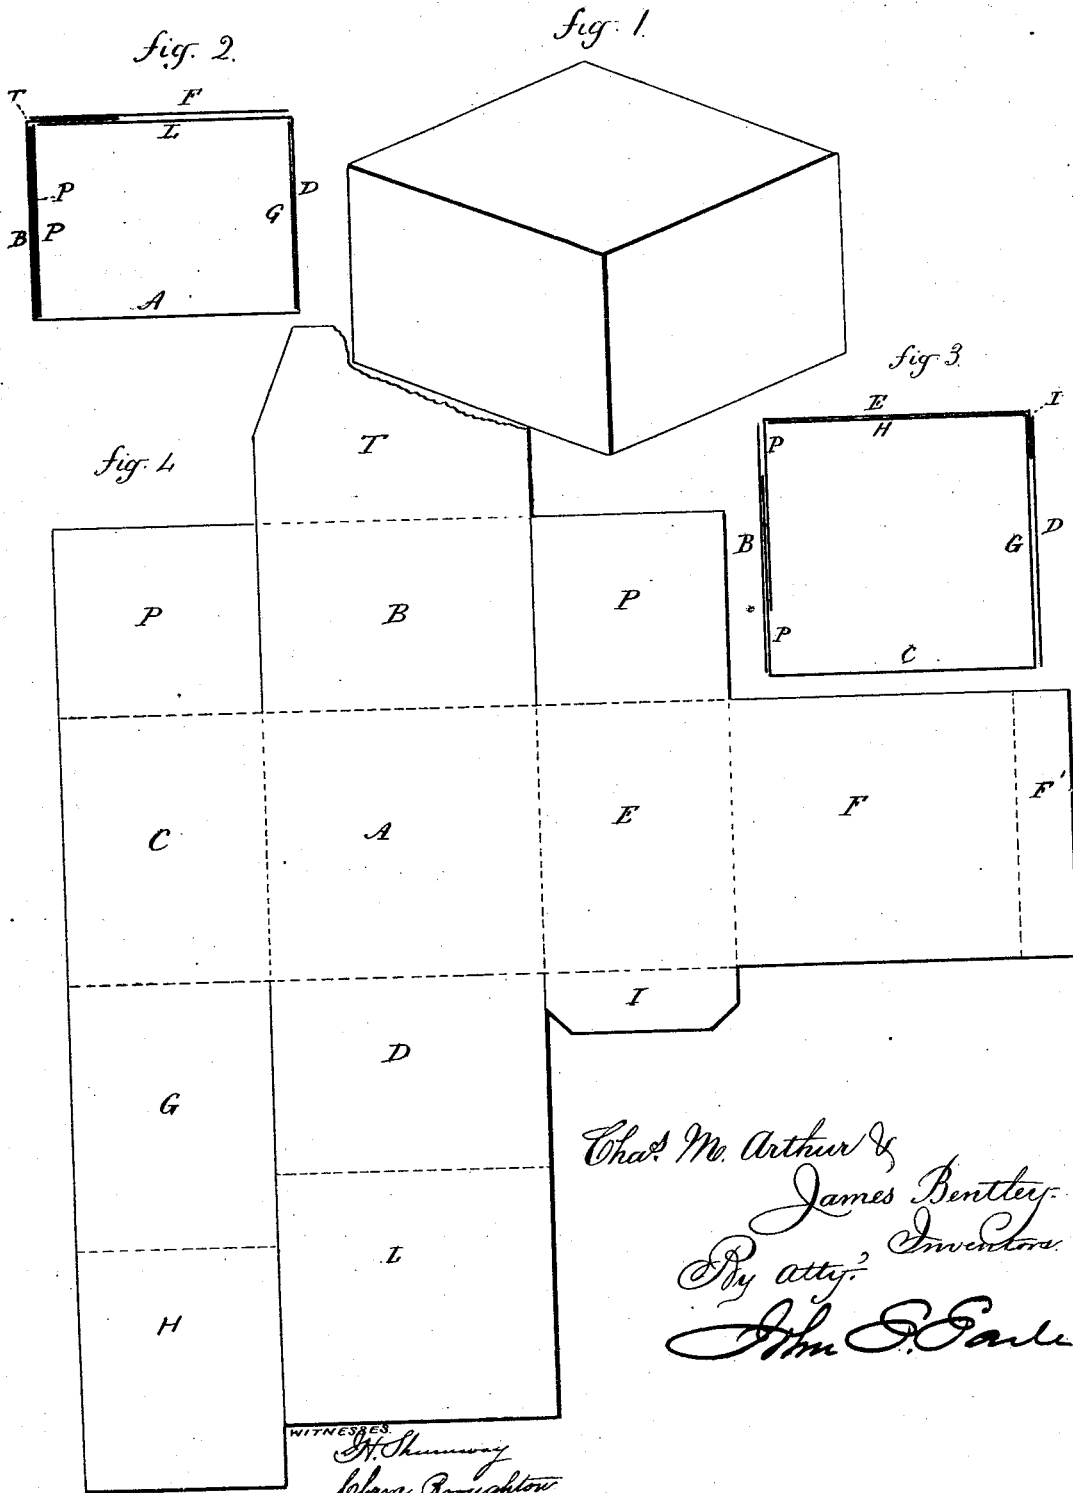 fig. 1.
fig. 2.
T
F
L
P
D
G
B P
A
fig 3.
E
I
H
P
B
G
D
P
C
fig. 4
T
P
B
P
C
A
E
F
F'
I
D
G
L
H
Chas. M. Arthur &
James Bentley.
Inventors.
By Atty.
John E. Earle
WITNESSES.
H. Shumway
Broughton